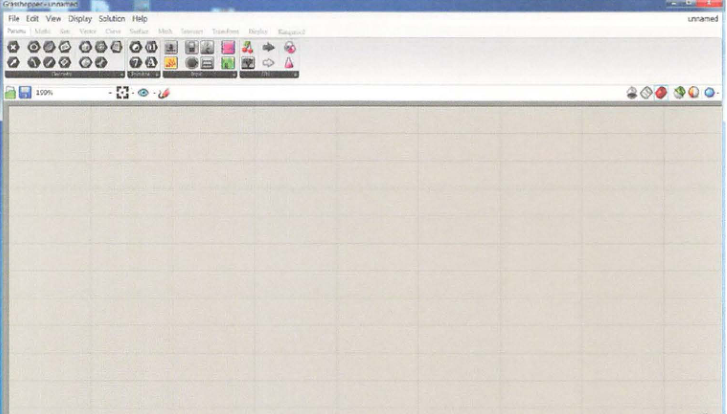 Grasshopper - unnamed
File Edit View Display Solution Help
unnamed
Params Maths Sets Vector Curve Surface Mesh Intersect Transform Display Kangaroo
Geometry Primitive Input Util
199%